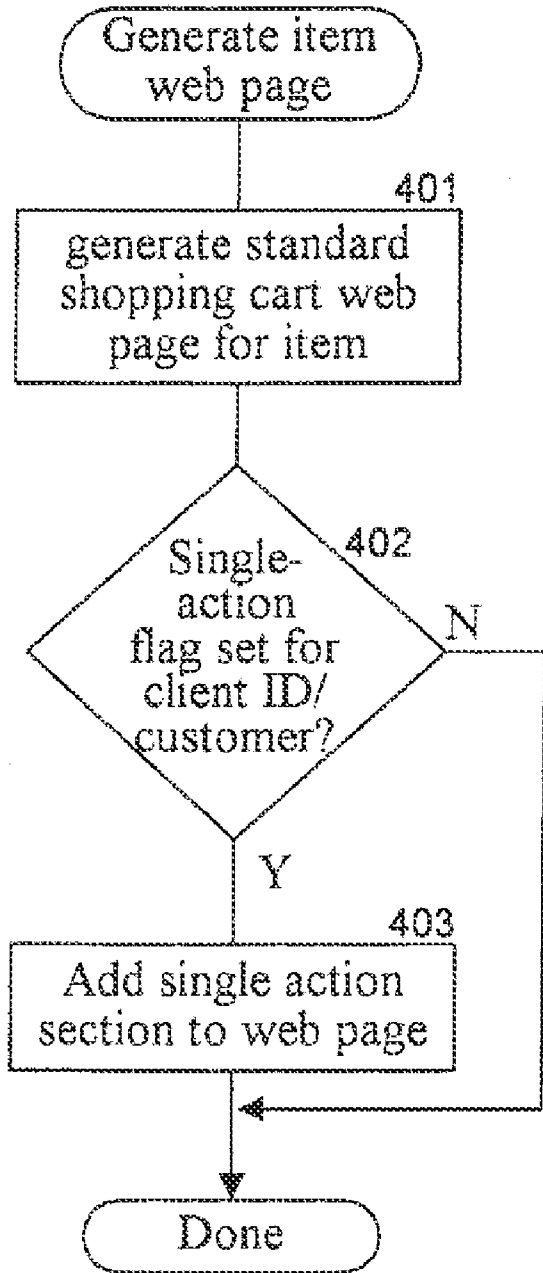 Generate item
web page
401
generate standard
shopping cart web
page for item
402
Single-
action
flag set for
client ID/
customer?
N
Y
403
Add single action
section to web page
Done